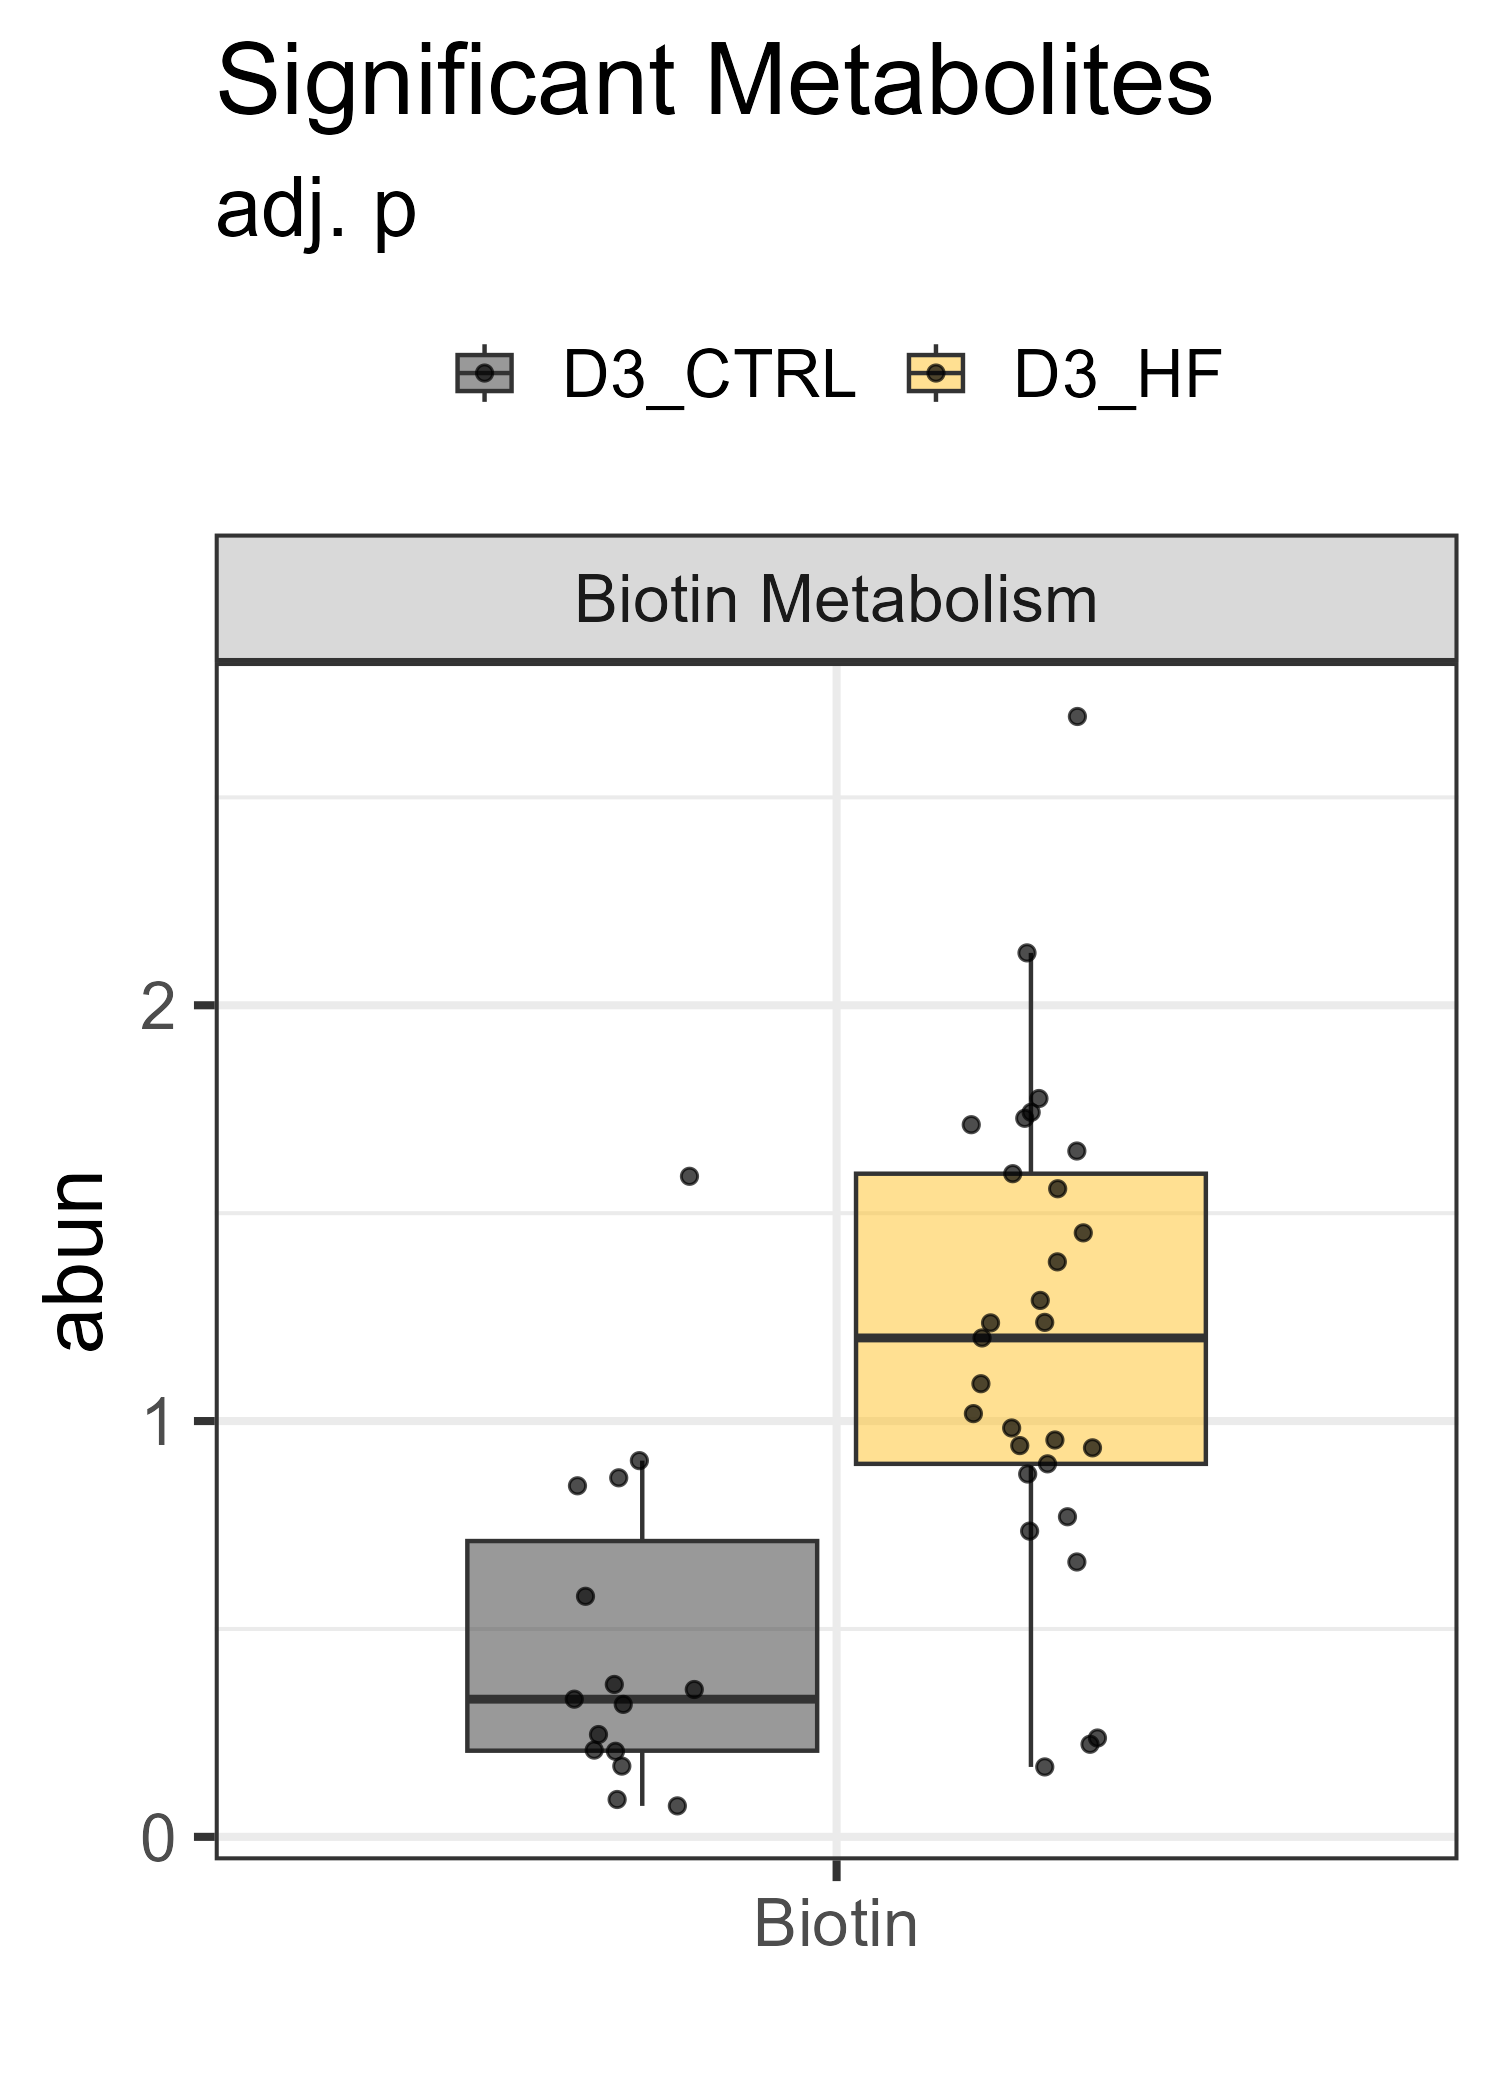 Significant Metabolites
adj. p
D3_CTRL D3_HF
Biotin Metabolism
abun
2
1
0
Biotin